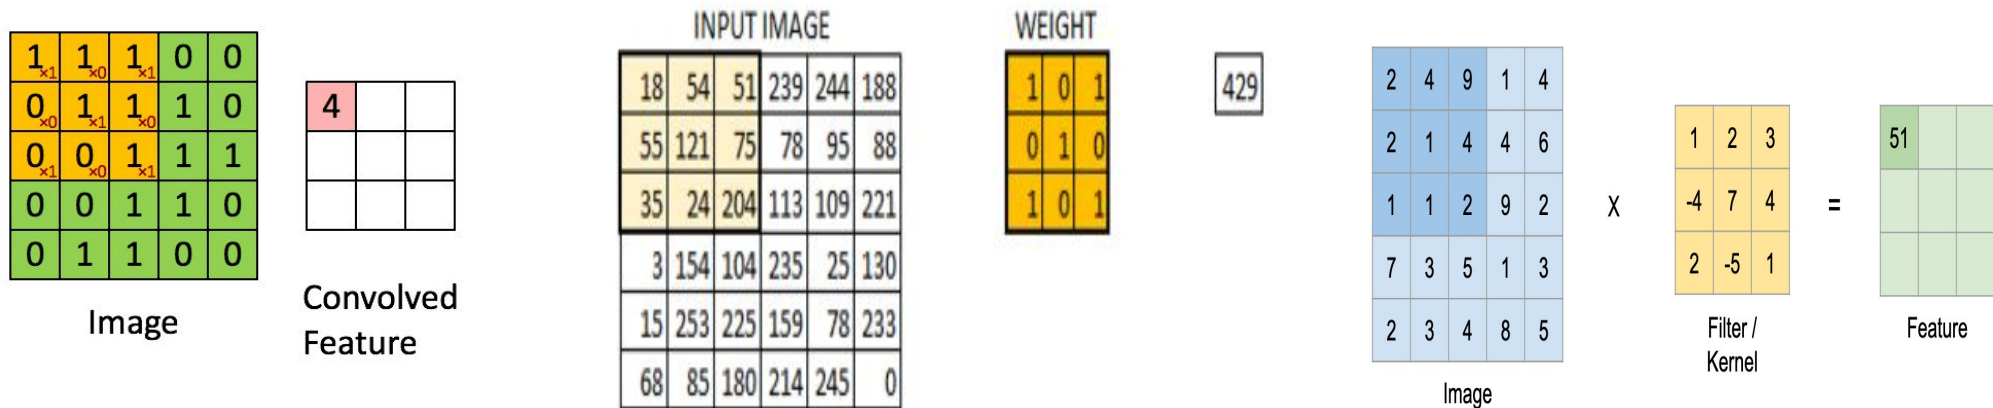 1×1 1×0 1×1 0 0
0×0 1×1 1×0 1 0
0×1 0×0 1×1 1 1
0 0 1 1 0
0 1 1 0 0
Image
4
Convolved
Feature
INPUT IMAGE
18 54 51 239 244 188
55 121 75 78 95 88
35 24 204 113 109 221
3 154 104 235 25 130
15 253 225 159 78 233
68 85 180 214 245 0
WEIGHT
1 0 1
0 1 0
1 0 1
429
2 4 9 1 4
2 1 4 4 6
1 1 2 9 2
7 3 5 1 3
2 3 4 8 5
Image
X
1 2 3
-4 7 4
2 -5 1
Filter /
Kernel
=
51
Feature